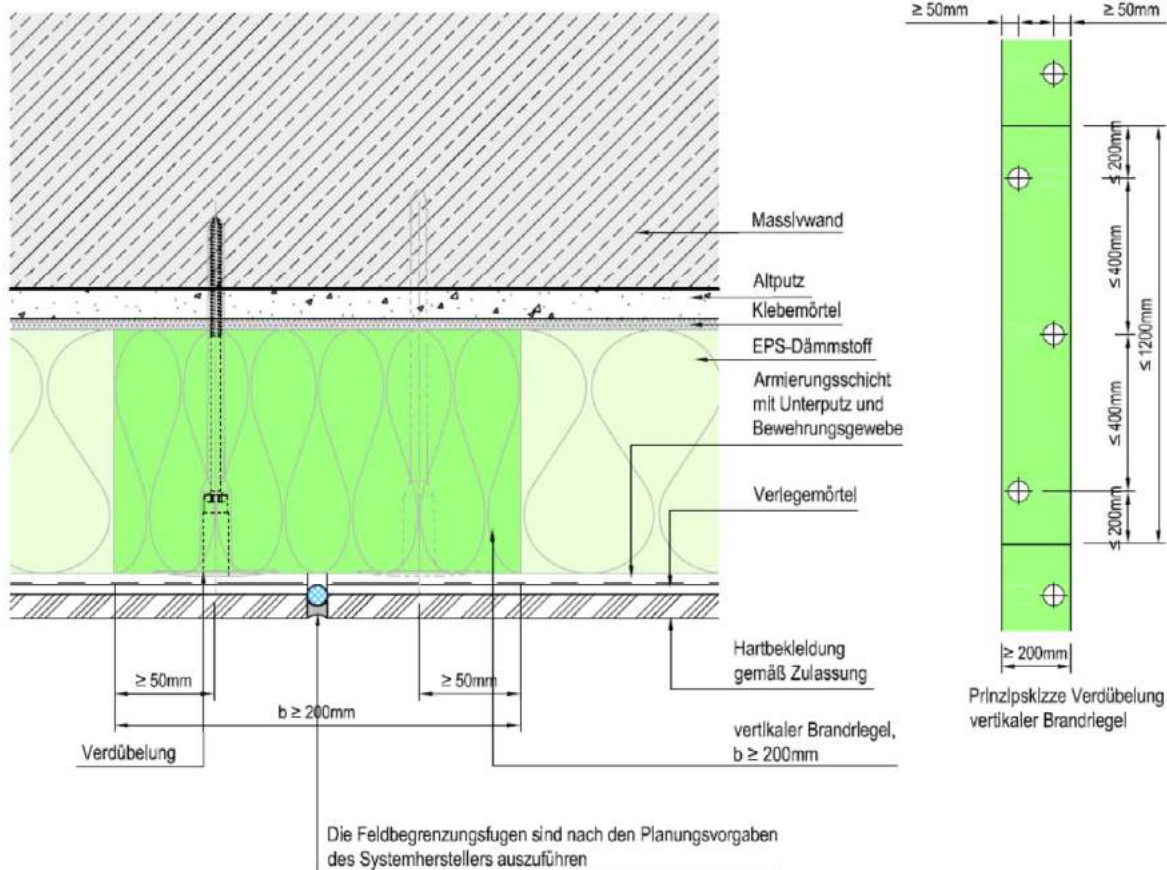 ≥ 50mm
≥ 50mm
Massivwand
Altputz
Klebemörtel
EPS-Dämmstoff
Armierungsschicht
mit Unterputz und
Bewehrungsgewebe
Verlegemörtel
Hartbekleidung
gemäß Zulassung
vertikaler Brandriegel,
b ≥ 200mm
≥ 50mm
≥ 50mm
b ≥ 200mm
Verdübelung
Die Feldbegrenzungsfugen sind nach den Planungsvorgaben
des Systemherstellers auszuführen
≤ 200mm
≤ 400mm
≤ 400mm
≤ 200mm
≤ 1200mm
≥ 200mm
Prinzipskizze Verdübelung
vertikaler Brandriegel